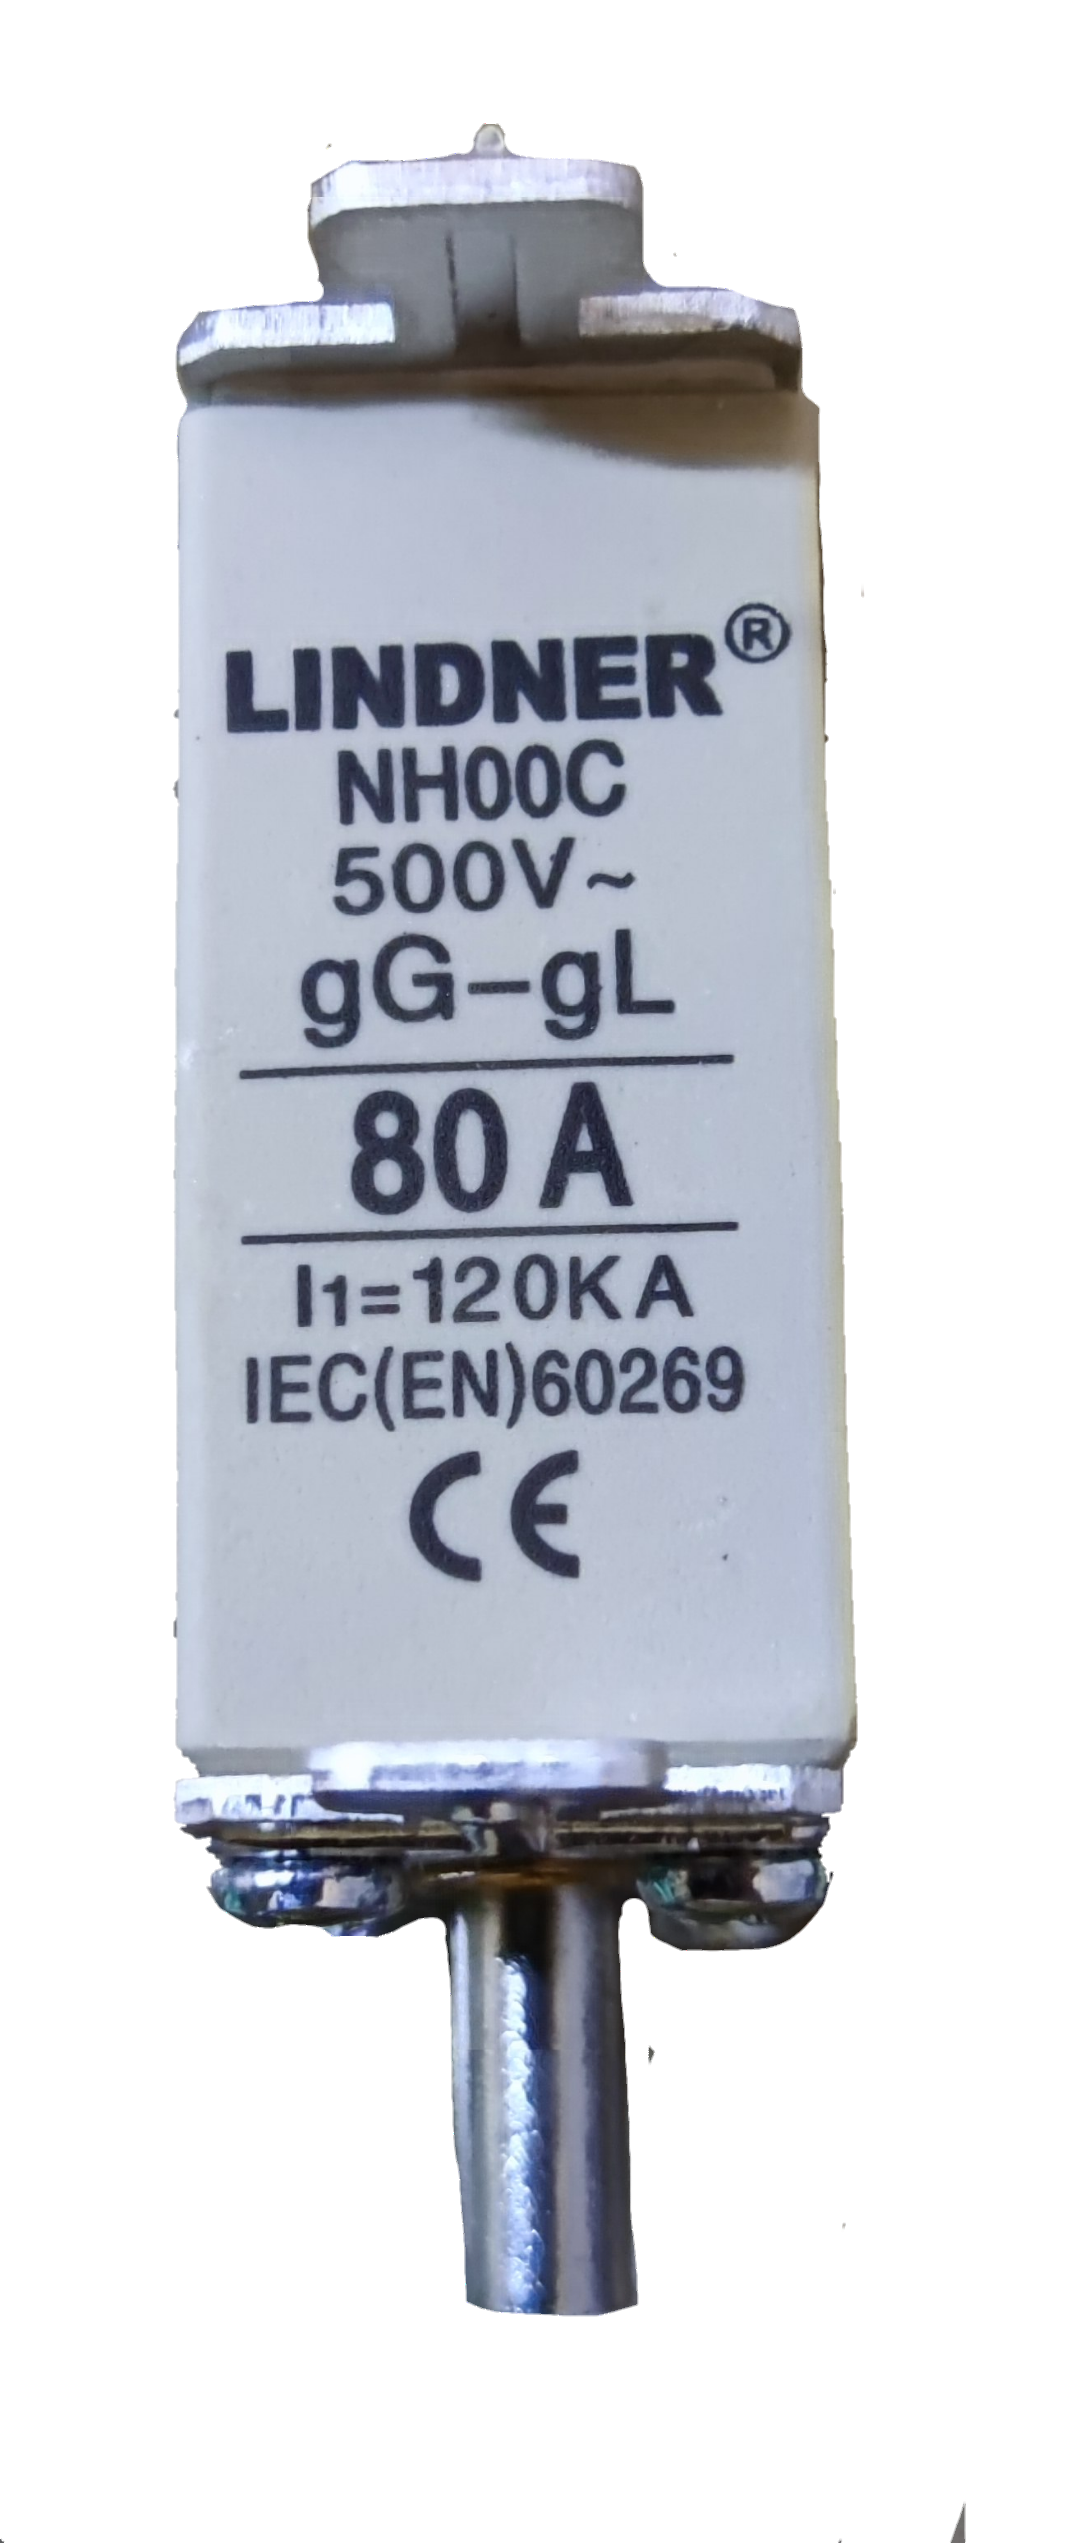 LINDNER®
NH00C
500V~
gG-gL
80 A
I1=120KA
IEC(EN)60269
CE